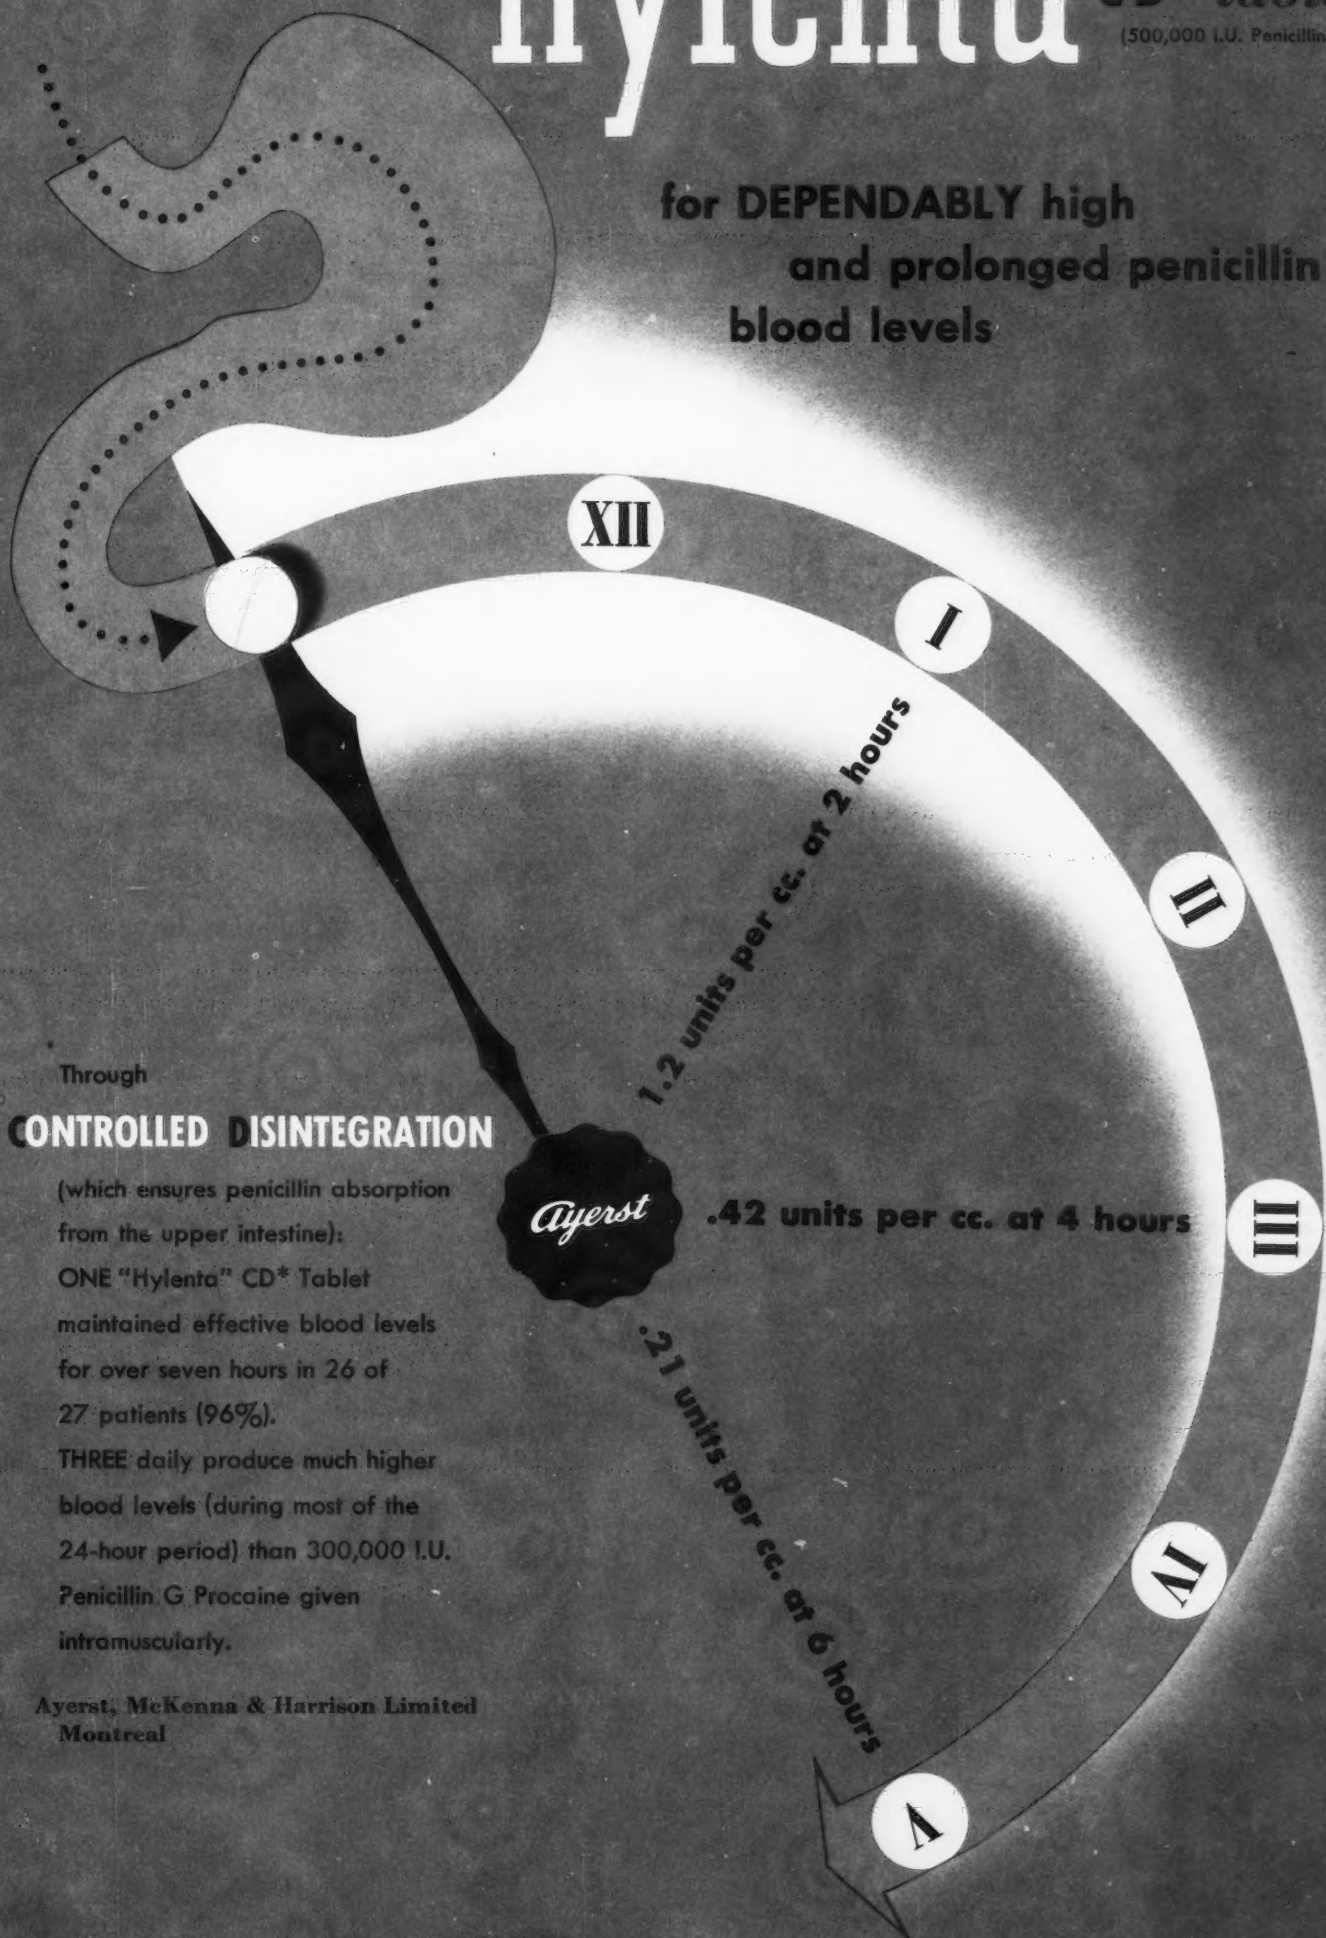 Hylenta CD
(500,000 I.U. Penicillin
for DEPENDABLY high
and prolonged penicillin
blood levels
XII
I
II
III
IV
V
1.2 units per cc. at 2 hours
.42 units per cc. at 4 hours
.21 units per cc. at 6 hours
Ayerst
Through
CONTROLLED DISINTEGRATION
(which ensures penicillin absorption
from the upper intestine):
ONE "Hylenta" CD* Tablet
maintained effective blood levels
for over seven hours in 26 of
27 patients (96%).
THREE daily produce much higher
blood levels (during most of the
24-hour period) than 300,000 I.U.
Penicillin G Procaine given
intramuscularly.
Ayerst, McKenna & Harrison Limited
Montreal